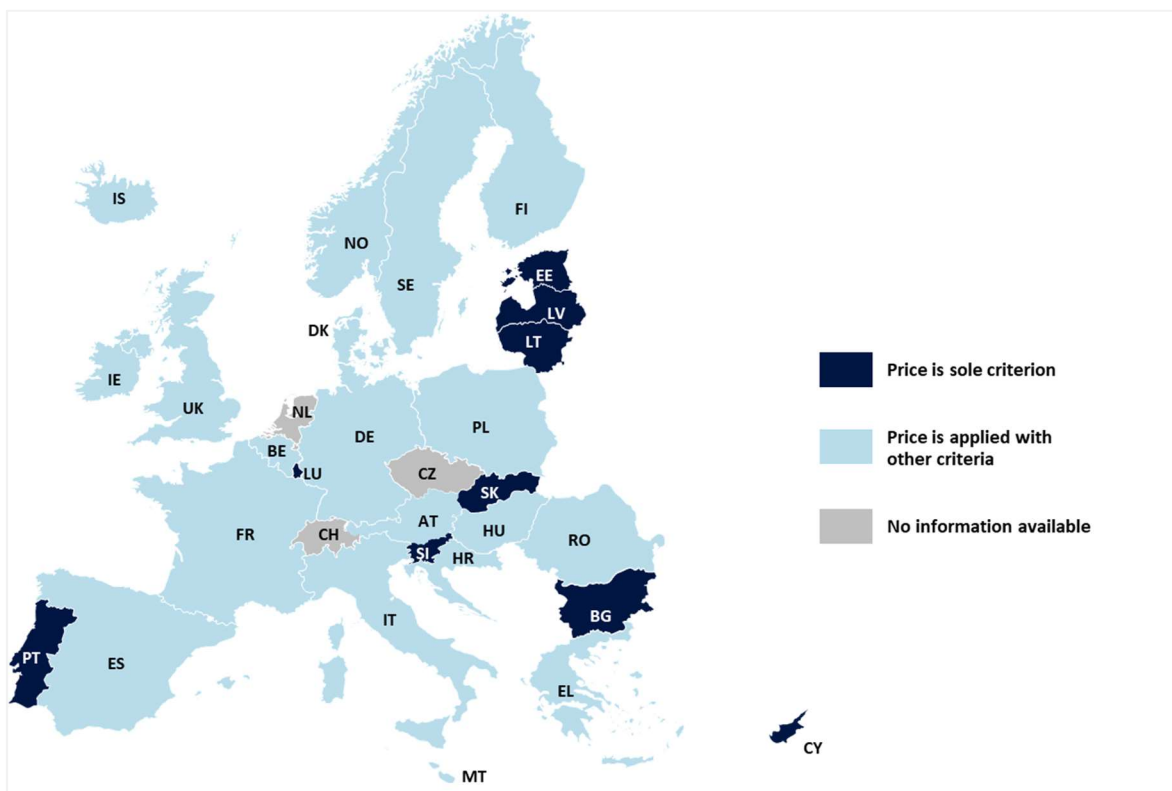 IS
FI
NO
SE
EE
LV
LT
DK
IE
UK
NL
DE
PL
BE
LU
CZ
SK
FR
CH
AT
HU
SI
HR
RO
IT
BG
PT
ES
EL
MT
CY
Price is sole criterion
Price is applied with
other criteria
No information available